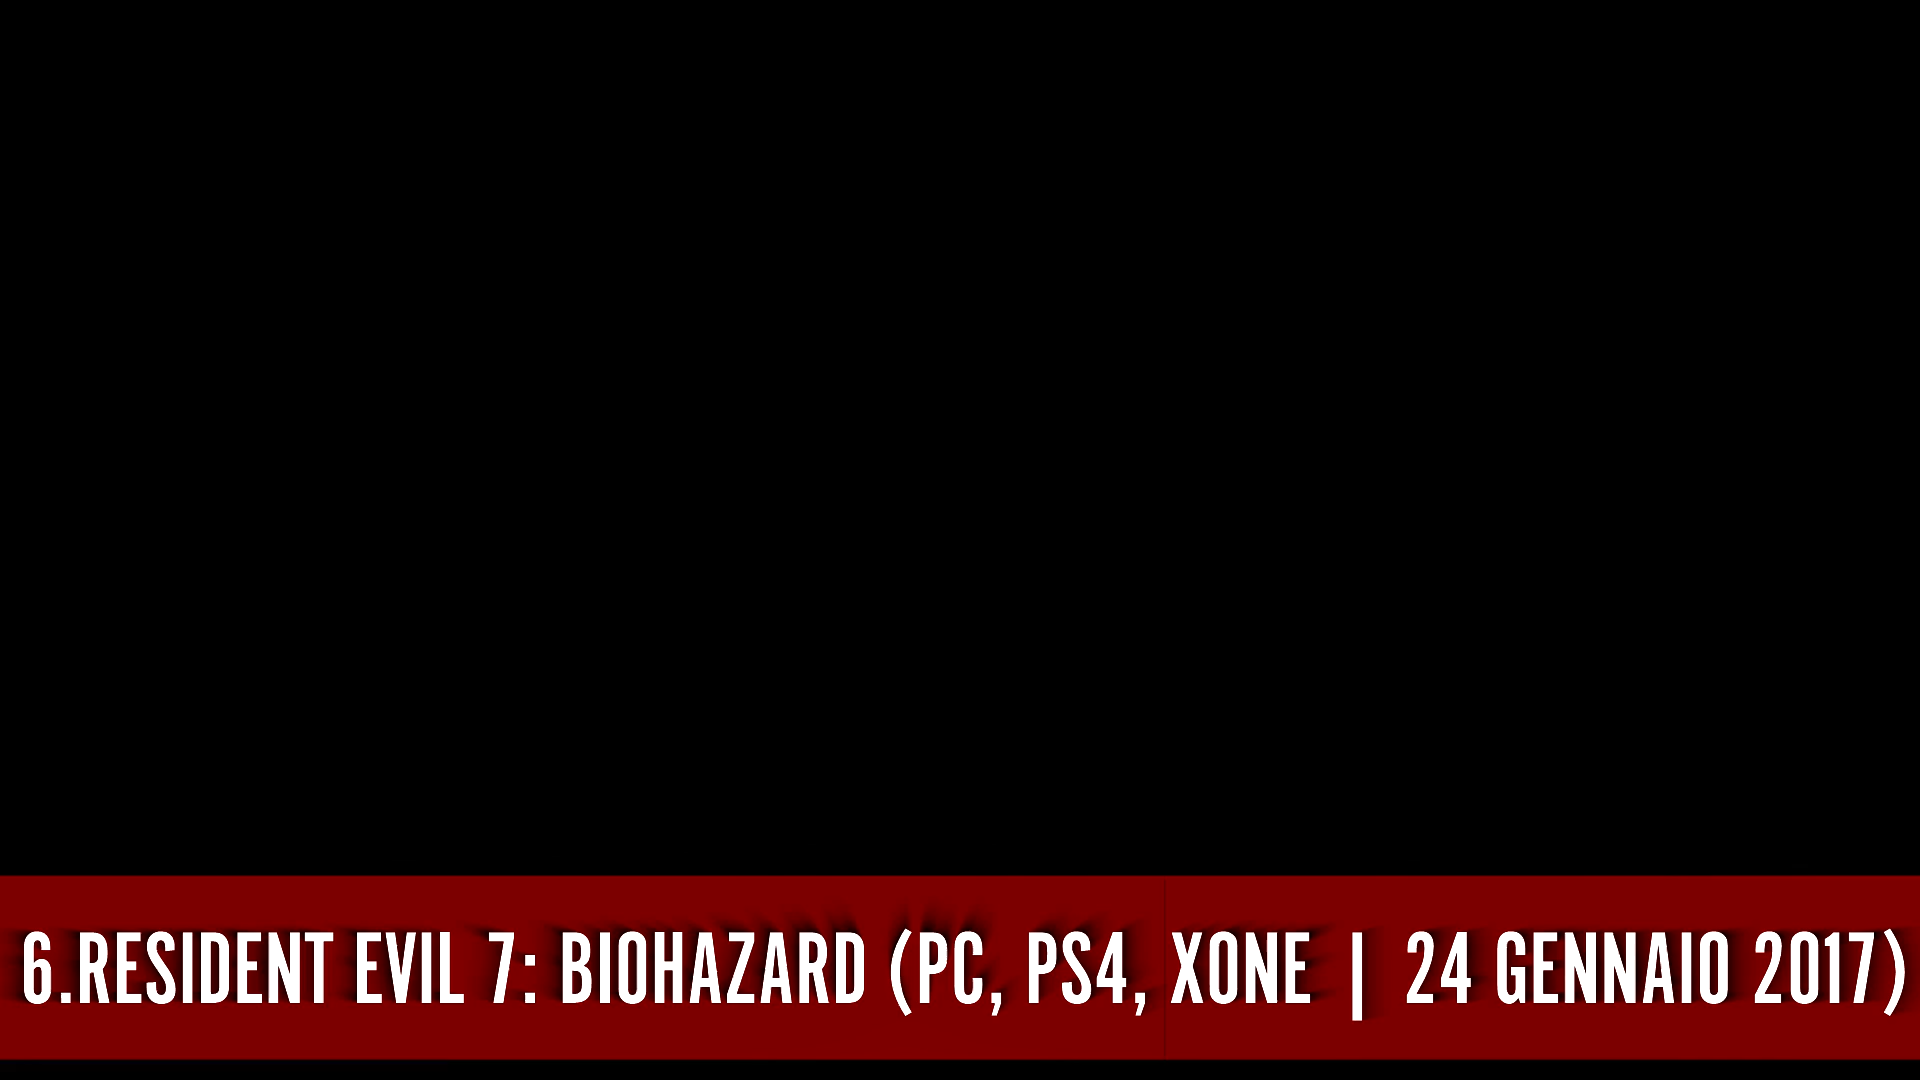 6.RESIDENT EVIL 7: BIOHAZARD (PC, PS4, XONE | 24 GENNAIO 2017)